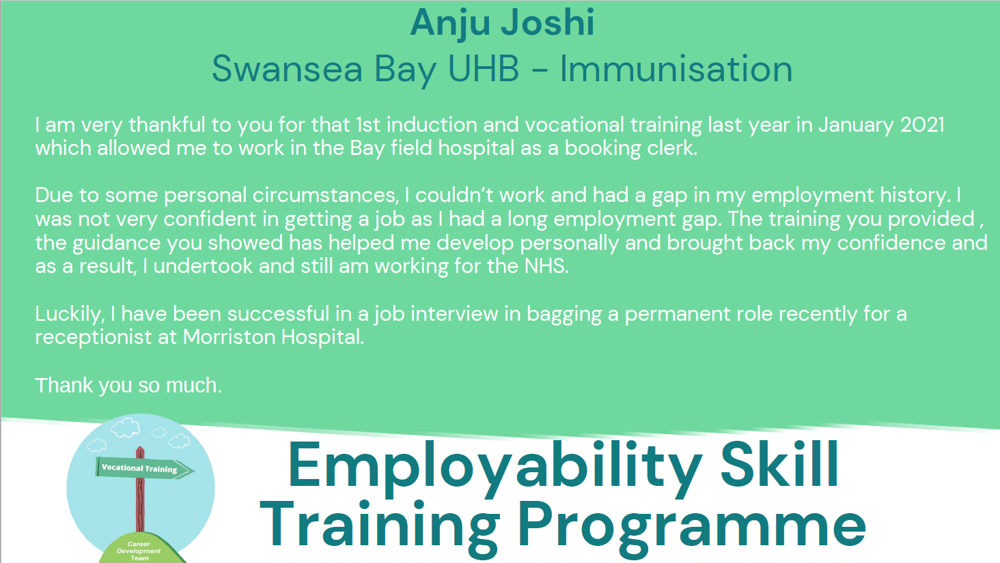 Anju Joshi
Swansea Bay UHB - Immunisation
I am very thankful to you for that 1st induction and vocational training last year in January 2021
which allowed me to work in the Bay field hospital as a booking clerk.
Due to some personal circumstances, I couldn’t work and had a gap in my employment history. I
was not very confident in getting a job as I had a long employment gap. The training you provided ,
the guidance you showed has helped me develop personally and brought back my confidence and
as a result, I undertook and still am working for the NHS.
Luckily, I have been successful in a job interview in bagging a permanent role recently for a
receptionist at Morriston Hospital.
Thank you so much.
Vocational Training
Career
Development
Team
Employability Skill
Training Programme